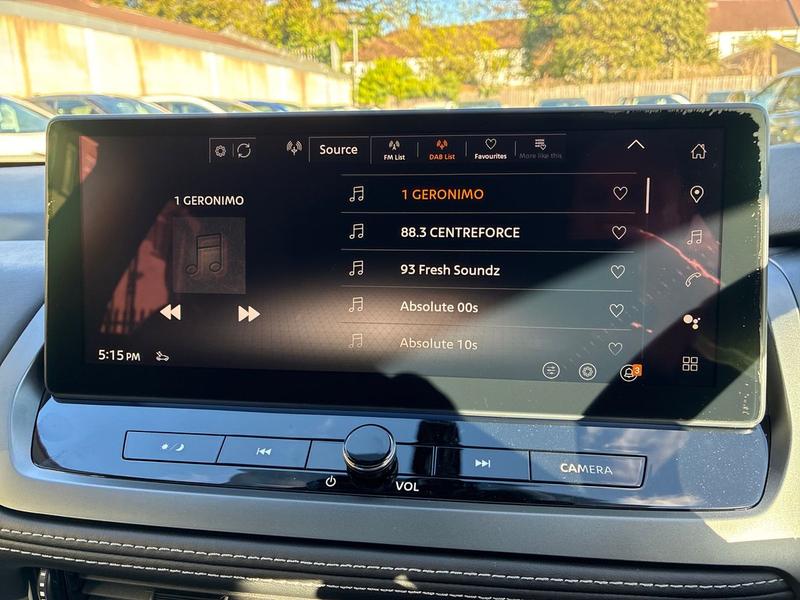 Source
FM List
DAB List
Favourites
More like this
1 GERONIMO
1 GERONIMO
88.3 CENTREFORCE
93 Fresh Soundz
Absolute 00s
Absolute 10s
5:15 PM
3
VOL
CAMERA